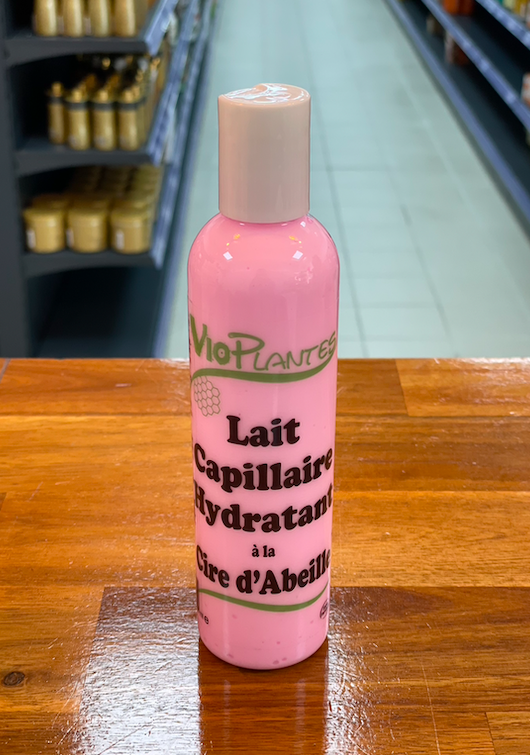 VioPlantes
Lait
Capillaire
Hydratant
à la
Cire d'Abeille